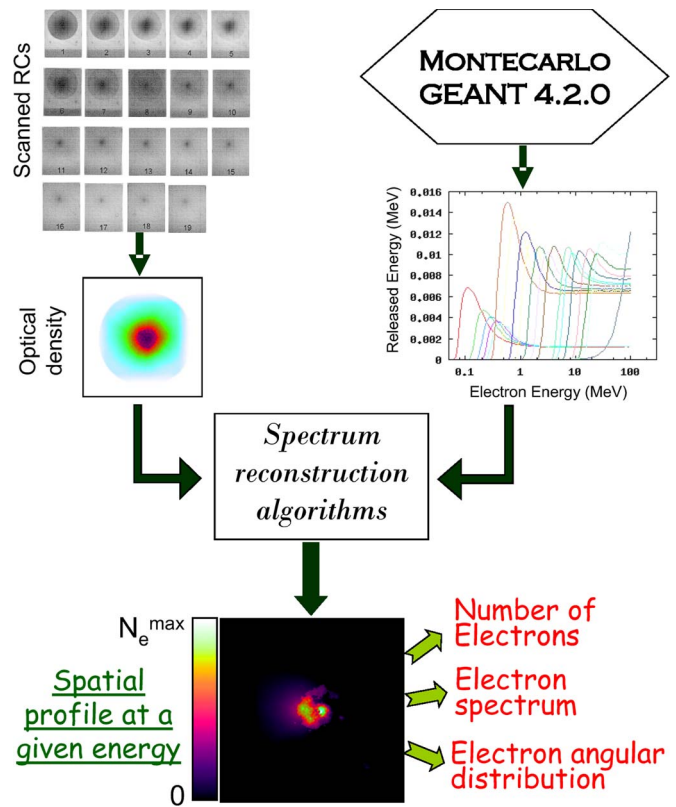 Scanned RCs
1 2 3 4 5
6 7 8 9 10
11 12 13 14 15
16 17 18 19
MONTECARLO
GEANT 4.2.0
Optical
density
Released Energy (MeV)
0.016
0.014
0.012
0.01
0.008
0.006
0.004
0.002
0
0.1 1 10 100
Electron Energy (MeV)
Spectrum
reconstruction
algorithms
Ne max
0
Spatial
profile at a
given energy
Number of
Electrons
Electron
spectrum
Electron angular
distribution